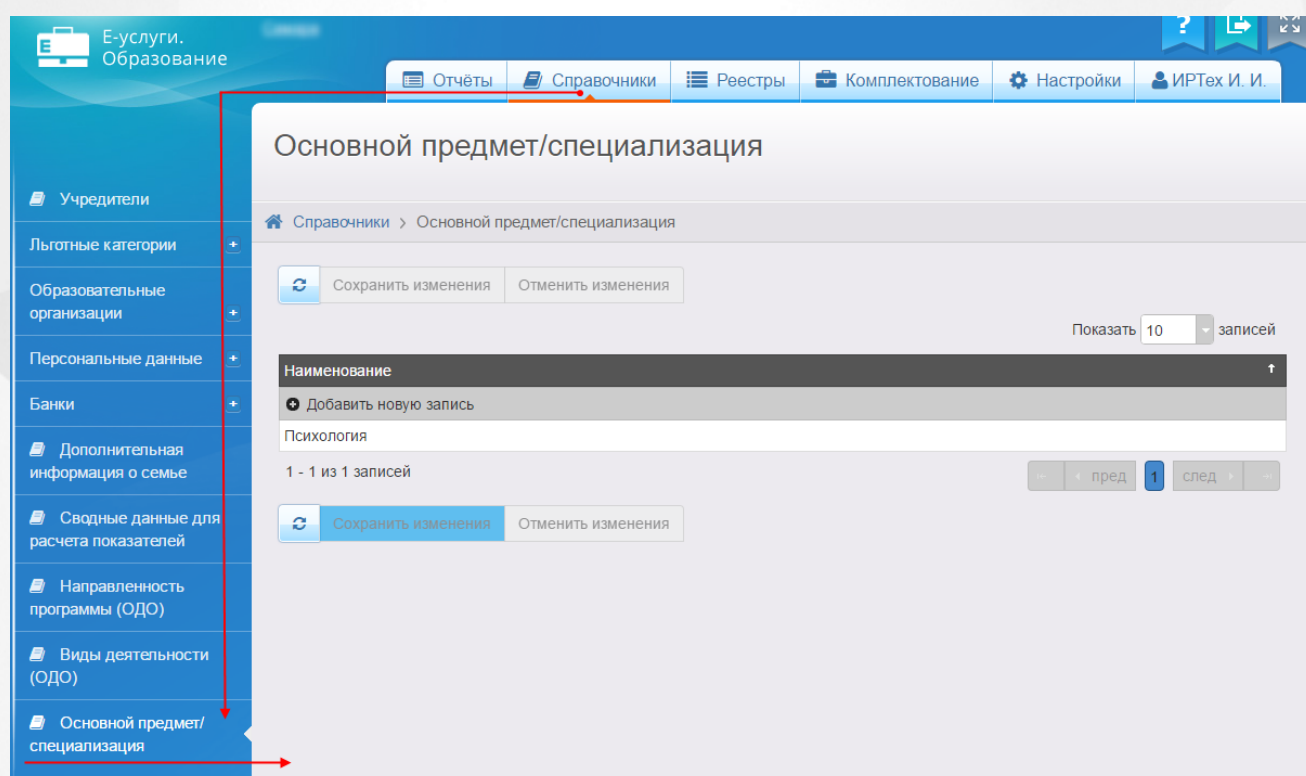 Е-услуги.
Образование
E
?
Отчёты
Справочники
Реестры
Комплектование
Настройки
ИРТех И. И.
Основной предмет/специализация
Справочники > Основной предмет/специализация
Учредители
Льготные категории
Образовательные
организации
Персональные данные
Банки
Дополнительная
информация о семье
Сводные данные для
расчета показателей
Направленность
программы (ОДО)
Виды деятельности
(ОДО)
Основной предмет/
специализация
Сохранить изменения
Отменить изменения
Показать 10 записей
Наименование
Добавить новую запись
Психология
1 - 1 из 1 записей
пред 1 след
Сохранить изменения
Отменить изменения